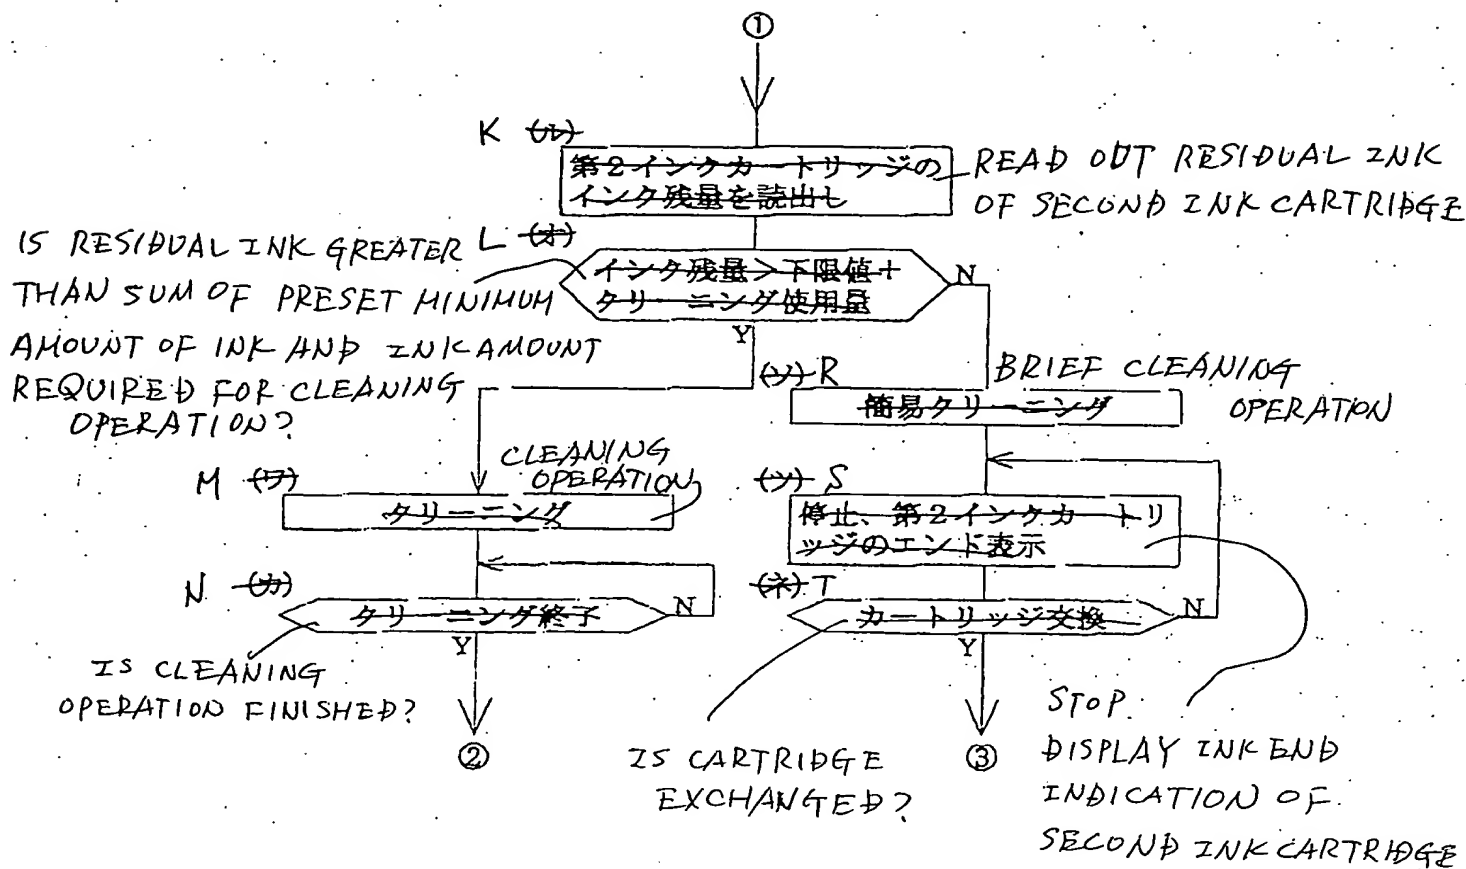 ①
K (ル)
第2インクカートリッジの
インク残量を読出し
READ OUT RESIDUAL INK
OF SECOND INK CARTRIDGE
L (オ)
IS RESIDUAL INK GREATER
THAN SUM OF PRESET MINIMUM
AMOUNT OF INK AND INK AMOUNT
REQUIRED FOR CLEANING
OPERATION?
インク残量>下限値+
クリーニング使用量
N
Y
(ソ) R
BRIEF CLEANING
OPERATION
簡易クリーニング
M (ワ)
CLEANING
OPERATION
クリーニング
(ツ) S
停止、第2インクカートリ
ッジのエンド表示
N (カ)
クリーニング終了
N
Y
(ネ) T
カートリッジ交換
N
Y
IS CLEANING
OPERATION FINISHED?
②
IS CARTRIDGE
EXCHANGED?
③
STOP.
DISPLAY INK END
INDICATION OF
SECOND INK CARTRIDGE